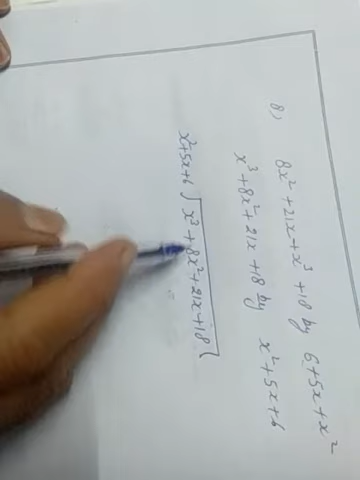 8) 8x² + 21x + x³ + 18 by 6 + 5x + x²
x³ + 8x² + 21x + 18 by x² + 5x + 6
x² + 5x + 6 ) x³ + 8x² + 21x + 18 (